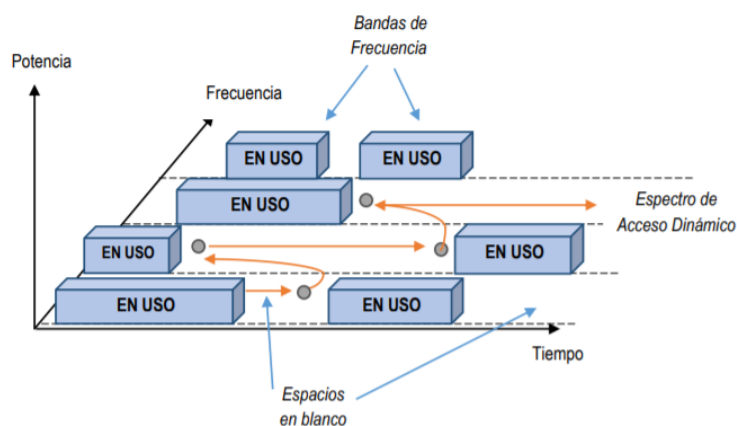 Bandas de
Frecuencia
Potencia
Frecuencia
EN USO
EN USO
EN USO
Espectro de
Acceso Dinámico
EN USO
EN USO
EN USO
EN USO
Tiempo
Espacios
en blanco